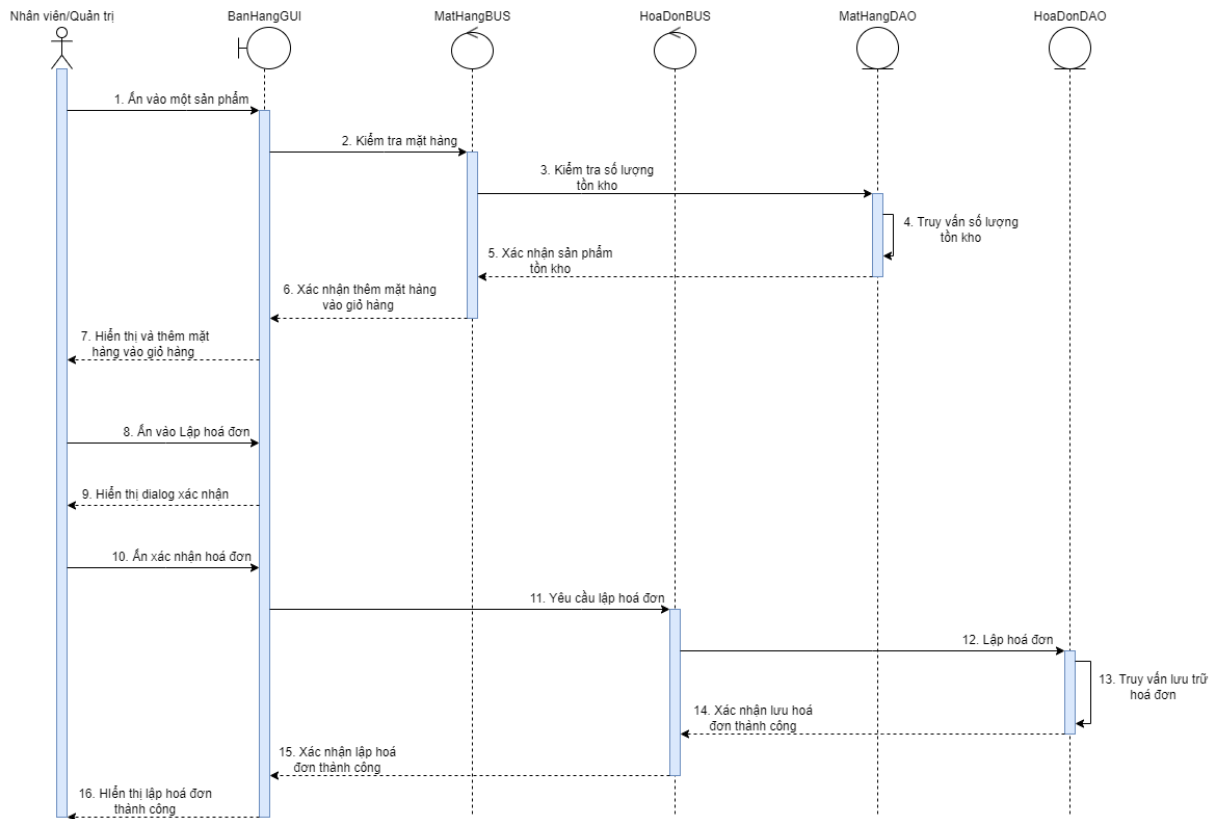 Nhân viên/Quản trị
BanHangGUI
MatHangBUS
HoaDonBUS
MatHangDAO
HoaDonDAO
1. Ấn vào một sản phẩm
2. Kiểm tra mặt hàng
3. Kiểm tra số lượng
tồn kho
4. Truy vấn số lượng
tồn kho
5. Xác nhận sản phẩm
tồn kho
6. Xác nhận thêm mặt hàng
vào giỏ hàng
7. Hiển thị và thêm mặt
hàng vào giỏ hàng
8. Ấn vào Lập hoá đơn
9. Hiển thị dialog xác nhận
10. Ấn xác nhận hoá đơn
11. Yêu cầu lập hoá đơn
12. Lập hoá đơn
13. Truy vấn lưu trữ
hoá đơn
14. Xác nhận lưu hoá
đơn thành công
15. Xác nhận lập hoá
đơn thành công
16. HIển thị lập hoá đơn
thành công